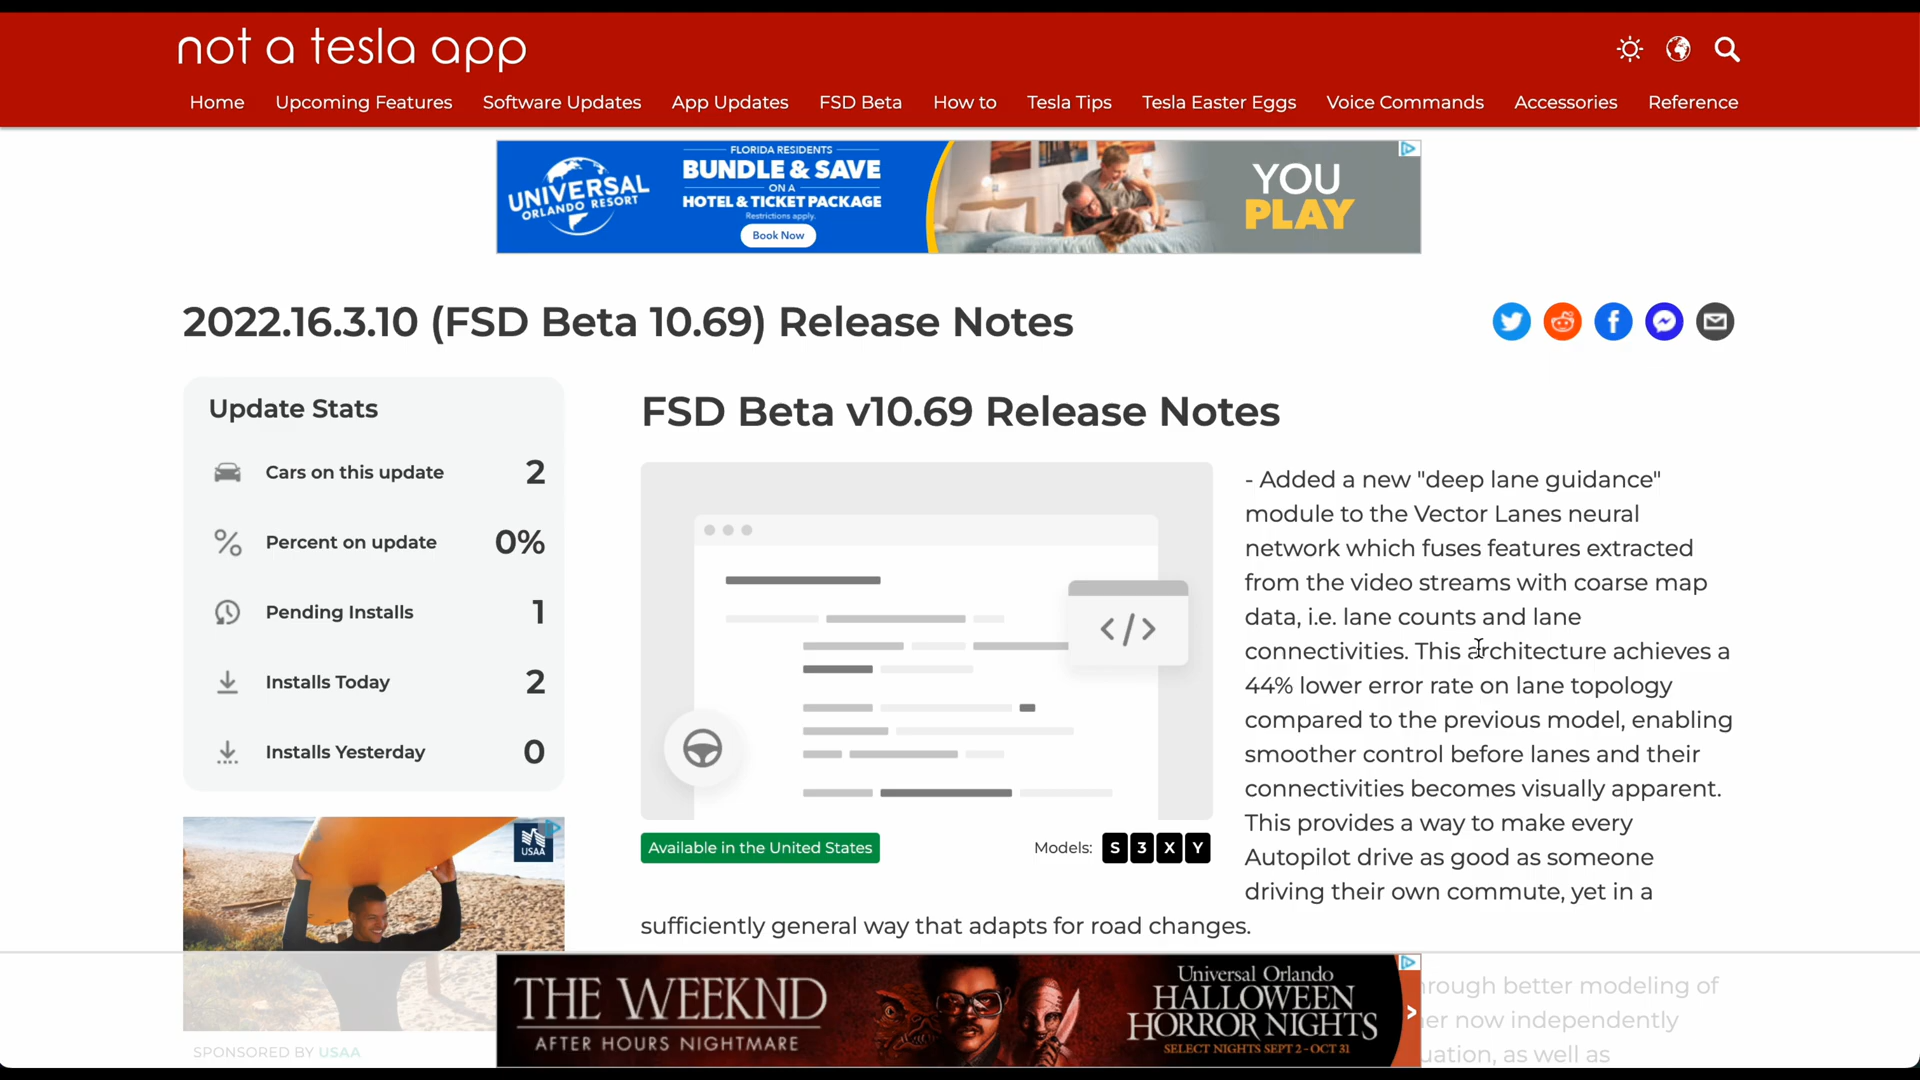 not a tesla app
Home Upcoming Features Software Updates App Updates FSD Beta How to Tesla Tips Tesla Easter Eggs Voice Commands Accessories Reference
UNIVERSAL
ORLANDO RESORT
FLORIDA RESIDENTS
BUNDLE & SAVE
ON A
HOTEL & TICKET PACKAGE
Restrictions apply.
Book Now
YOU
PLAY
2022.16.3.10 (FSD Beta 10.69) Release Notes
Update Stats
Cars on this update 2
Percent on update 0%
Pending Installs 1
Installs Today 2
Installs Yesterday 0
USAA
SPONSORED BY USAA
FSD Beta v10.69 Release Notes
</>
Available in the United States
Models: S 3 X Y
- Added a new "deep lane guidance"
module to the Vector Lanes neural
network which fuses features extracted
from the video streams with coarse map
data, i.e. lane counts and lane
connectivities. This architecture achieves a
44% lower error rate on lane topology
compared to the previous model, enabling
smoother control before lanes and their
connectivities becomes visually apparent.
This provides a way to make every
Autopilot drive as good as someone
driving their own commute, yet in a
sufficiently general way that adapts for road changes.
THE WEEKND
AFTER HOURS NIGHTMARE
Universal Orlando
HALLOWEEN
HORROR NIGHTS
SELECT NIGHTS SEPT 2 - OCT 31
hrough better modeling of
er now independently
uation, as well as